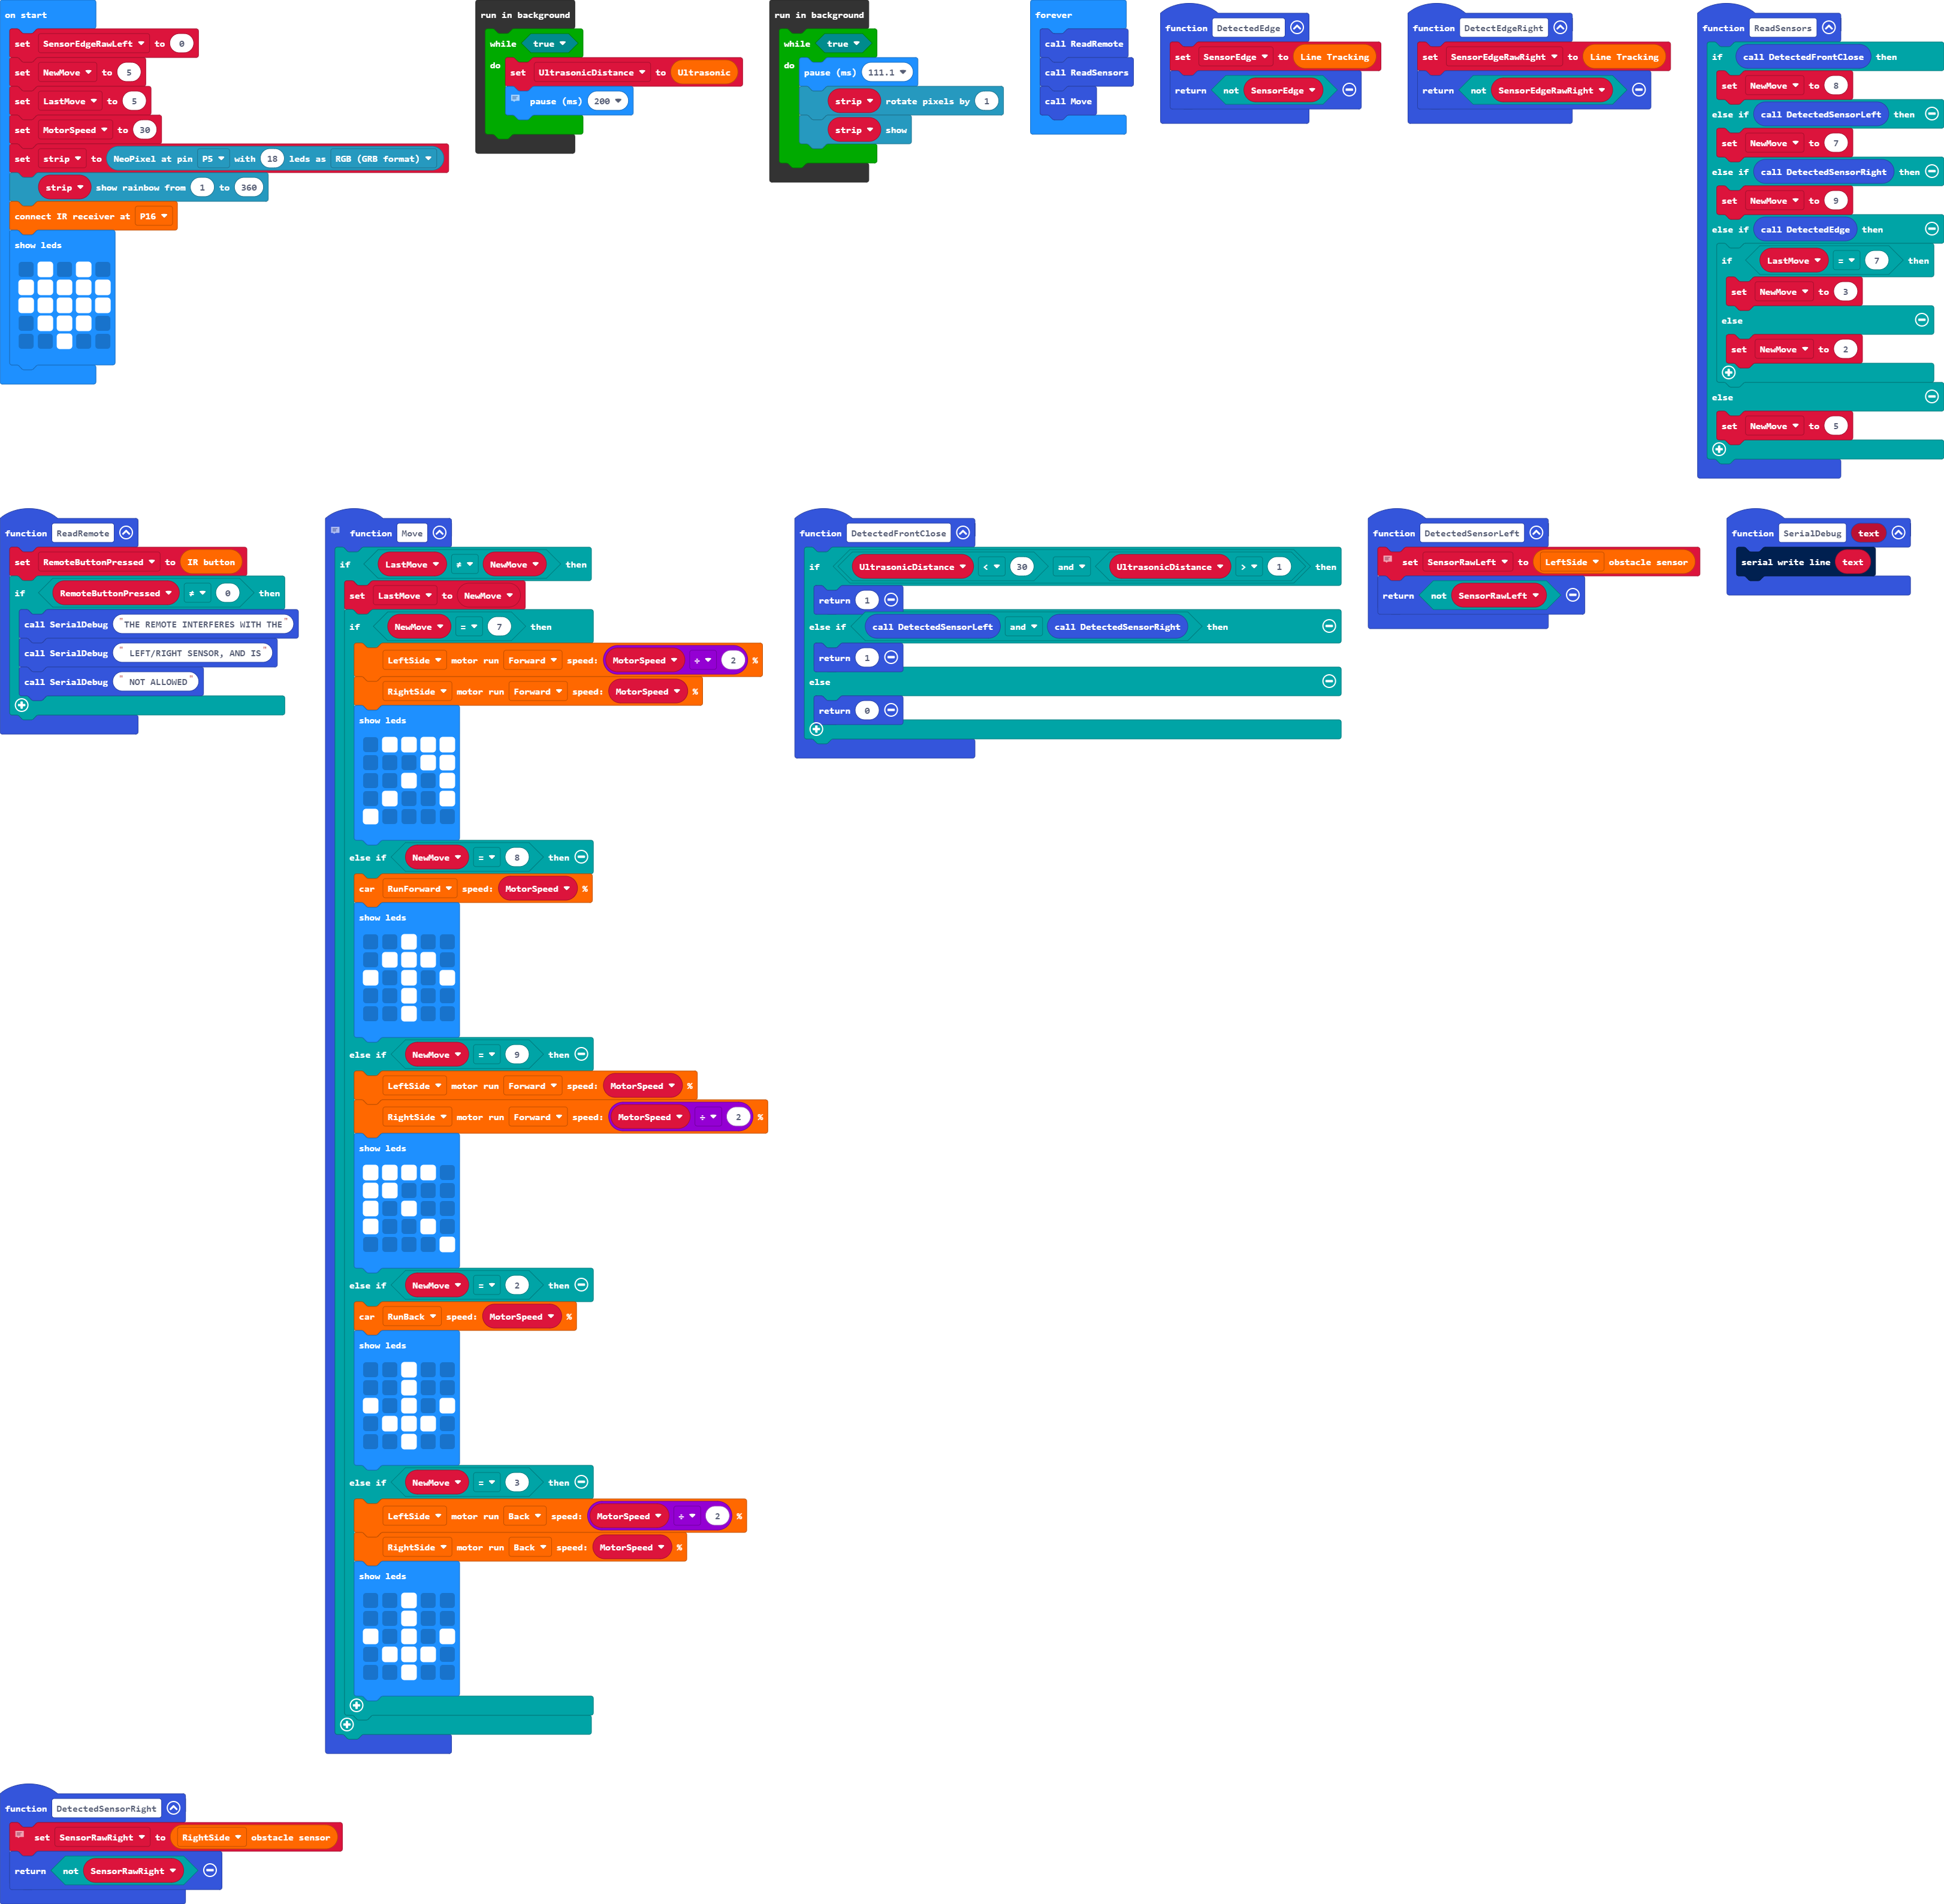 on start
set SensorEdgeRawLeft to 0
set NewMove to 5
set LastMove to 5
set MotorSpeed to 30
set strip to NeoPixel at pin P5 with 18 leds as RGB (GRB format)
strip show rainbow from 1 to 360
connect IR receiver at P16
show leds
run in background
while true
do set UltrasonicDistance to Ultrasonic
pause (ms) 200
run in background
while true
do pause (ms) 111.1
strip rotate pixels by 1
strip show
forever
call ReadRemote
call ReadSensors
call Move
function DetectedEdge
set SensorEdge to Line Tracking
return not SensorEdge
function DetectEdgeRight
set SensorEdgeRawRight to Line Tracking
return not SensorEdgeRawRight
function ReadSensors
if call DetectedFrontClose then
set NewMove to 8
else if call DetectedSensorLeft then
set NewMove to 7
else if call DetectedSensorRight then
set NewMove to 9
else if call DetectedEdge then
if LastMove = 7 then
set NewMove to 3
else
set NewMove to 2
else
set NewMove to 5
function ReadRemote
set RemoteButtonPressed to IR button
if RemoteButtonPressed ≠ 0 then
call SerialDebug "THE REMOTE INTERFERES WITH THE"
call SerialDebug " LEFT/RIGHT SENSOR, AND IS"
call SerialDebug " NOT ALLOWED"
function Move
if LastMove ≠ NewMove then
set LastMove to NewMove
if NewMove = 7 then
LeftSide motor run Forward speed: MotorSpeed ÷ 2 %
RightSide motor run Forward speed: MotorSpeed %
show leds
else if NewMove = 8 then
car RunForward speed: MotorSpeed %
show leds
else if NewMove = 9 then
LeftSide motor run Forward speed: MotorSpeed %
RightSide motor run Forward speed: MotorSpeed ÷ 2 %
show leds
else if NewMove = 2 then
car RunBack speed: MotorSpeed %
show leds
else if NewMove = 3 then
LeftSide motor run Back speed: MotorSpeed ÷ 2 %
RightSide motor run Back speed: MotorSpeed %
show leds
function DetectedFrontClose
if UltrasonicDistance < 30 and UltrasonicDistance > 1 then
return 1
else if call DetectedSensorLeft and call DetectedSensorRight then
return 1
else
return 0
function DetectedSensorLeft
set SensorRawLeft to LeftSide obstacle sensor
return not SensorRawLeft
function SerialDebug text
serial write line text
function DetectedSensorRight
set SensorRawRight to RightSide obstacle sensor
return not SensorRawRight